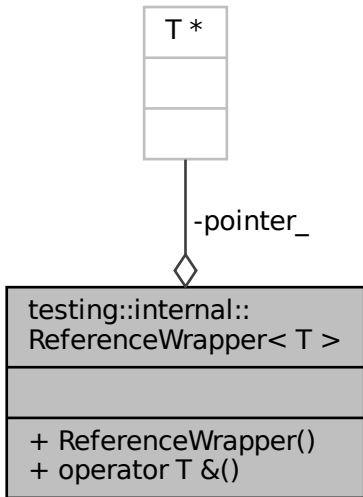 T *
-pointer_
testing::internal::
ReferenceWrapper< T >
+ ReferenceWrapper()
+ operator T &()